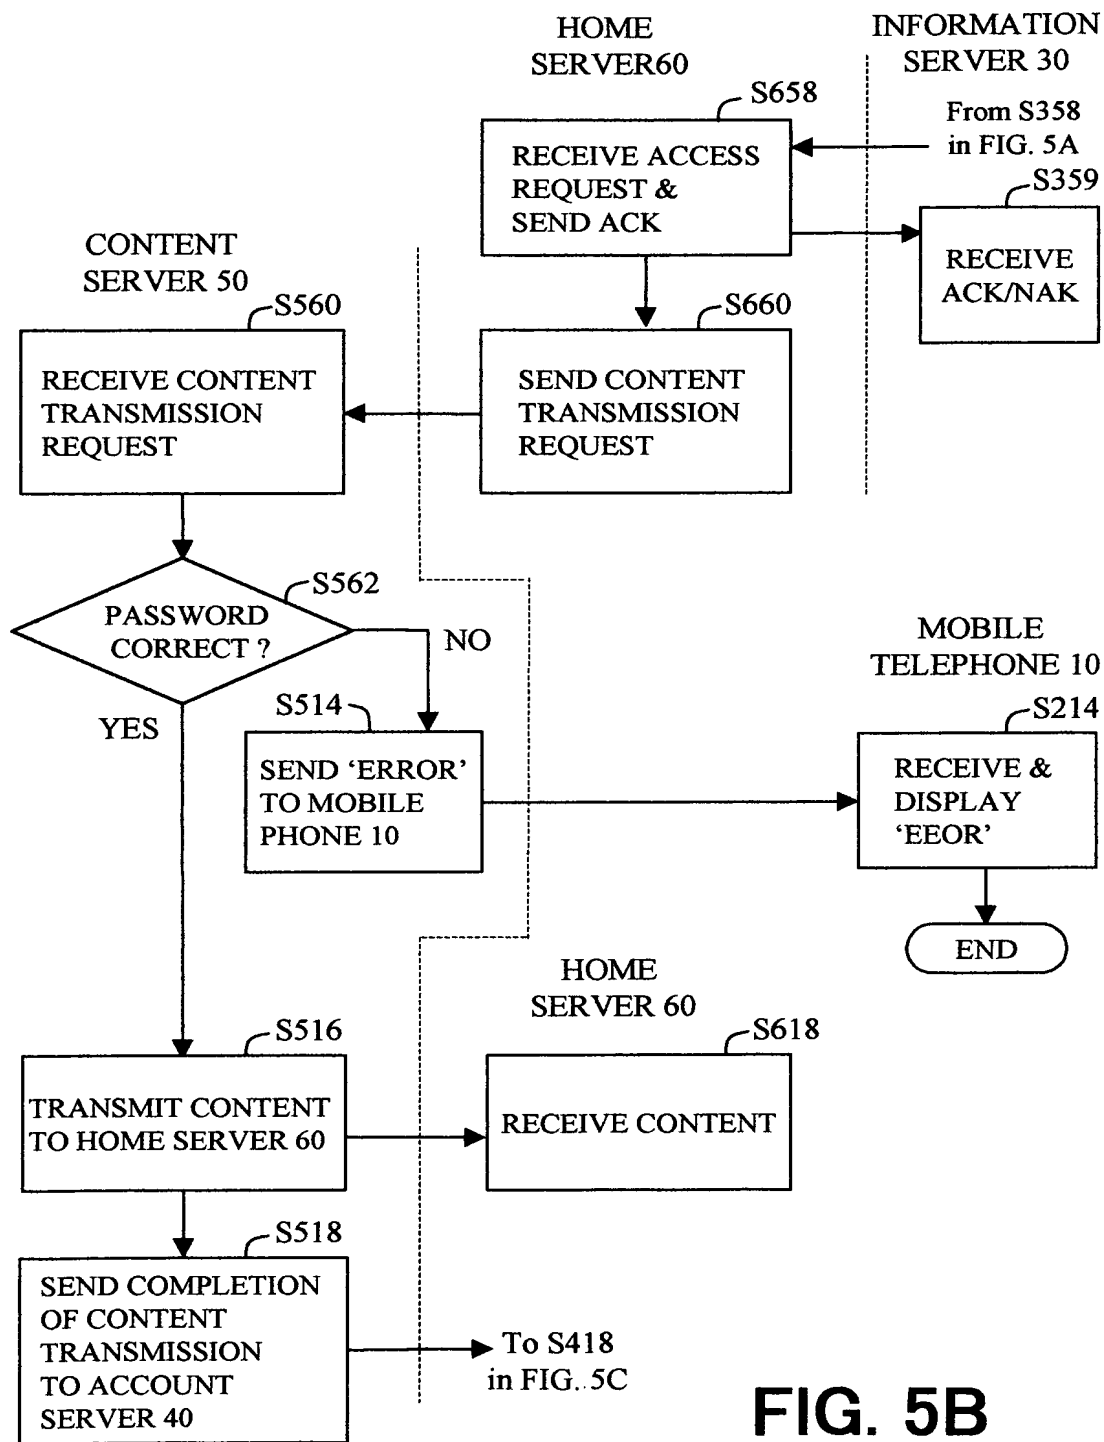 HOME
SERVER60
INFORMATION
SERVER 30
S658
RECEIVE ACCESS
REQUEST &
SEND ACK
From S358
in FIG. 5A
S359
RECEIVE
ACK/NAK
CONTENT
SERVER 50
S560
RECEIVE CONTENT
TRANSMISSION
REQUEST
S660
SEND CONTENT
TRANSMISSION
REQUEST
S562
PASSWORD
CORRECT ?
NO
YES
S514
SEND ‘ERROR’
TO MOBILE
PHONE 10
MOBILE
TELEPHONE 10
S214
RECEIVE &
DISPLAY
‘EEOR’
END
HOME
SERVER 60
S516
TRANSMIT CONTENT
TO HOME SERVER 60
S618
RECEIVE CONTENT
S518
SEND COMPLETION
OF CONTENT
TRANSMISSION
TO ACCOUNT
SERVER 40
To S418
in FIG. 5C
FIG. 5B